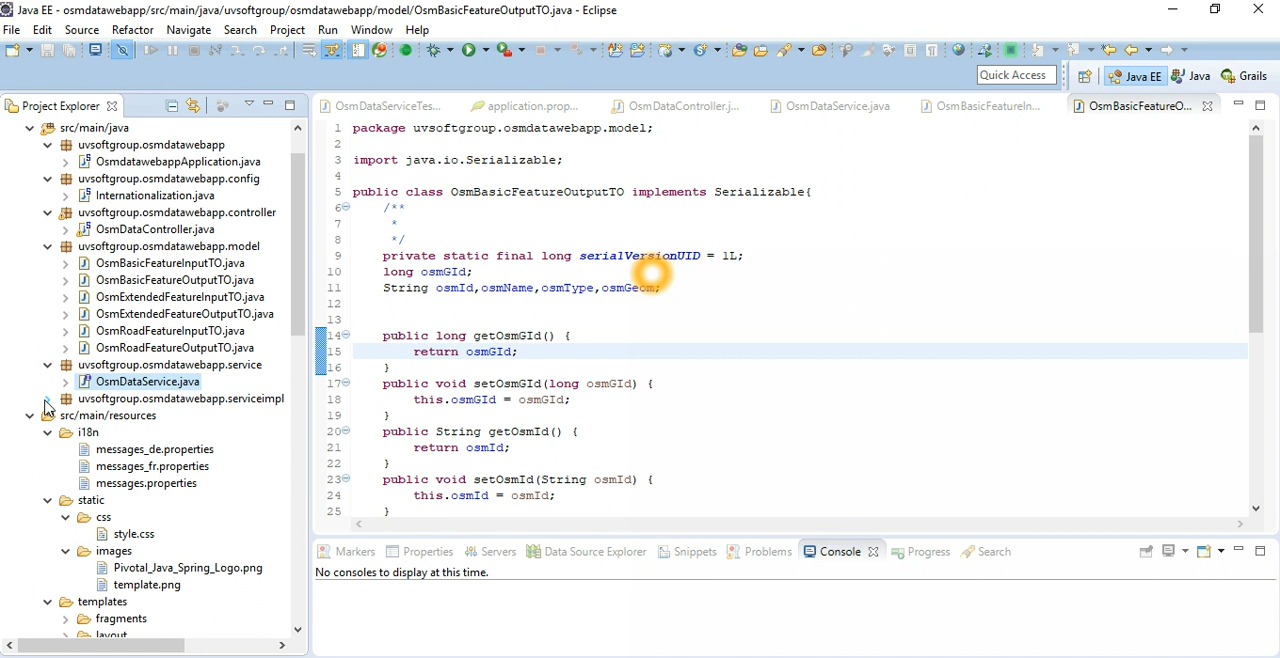 Java EE - osmdatawebapp/src/main/java/uvsoftgroup/osmdatawebapp/model/OsmBasicFeatureOutputTO.java - Eclipse
File Edit Source Refactor Navigate Search Project Run Window Help
Quick Access
Java EE
Java
Grails
Project Explorer
src/main/java
uvsoftgroup.osmdatawebapp
OsmdatawebappApplication.java
uvsoftgroup.osmdatawebapp.config
Internationalization.java
uvsoftgroup.osmdatawebapp.controller
OsmDataController.java
uvsoftgroup.osmdatawebapp.model
OsmBasicFeatureInputTO.java
OsmBasicFeatureOutputTO.java
OsmExtendedFeatureInputTO.java
OsmExtendedFeatureOutputTO.java
OsmRoadFeatureInputTO.java
OsmRoadFeatureOutputTO.java
uvsoftgroup.osmdatawebapp.service
OsmDataService.java
uvsoftgroup.osmdatawebapp.serviceimpl
src/main/resources
i18n
messages_de.properties
messages_fr.properties
messages.properties
static
css
style.css
images
Pivotal_Java_Spring_Logo.png
template.png
templates
fragments
layout
OsmDataServiceTes...
application.prop...
OsmDataController.j...
OsmDataService.java
OsmBasicFeatureIn...
OsmBasicFeatureO...
1 package uvsoftgroup.osmdatawebapp.model;
2
3 import java.io.Serializable;
4
5 public class OsmBasicFeatureOutputTO implements Serializable{
6 /**
7 *
8 */
9 private static final long serialVersionUID = 1L;
10 long osmGId;
11 String osmId,osmName,osmType,osmGeom;
12
13
14 public long getOsmGId() {
15 return osmGId;
16 }
17 public void setOsmGId(long osmGId) {
18 this.osmGId = osmGId;
19 }
20 public String getOsmId() {
21 return osmId;
22 }
23 public void setOsmId(String osmId) {
24 this.osmId = osmId;
25 }
Markers Properties Servers Data Source Explorer Snippets Problems Console Progress Search
No consoles to display at this time.